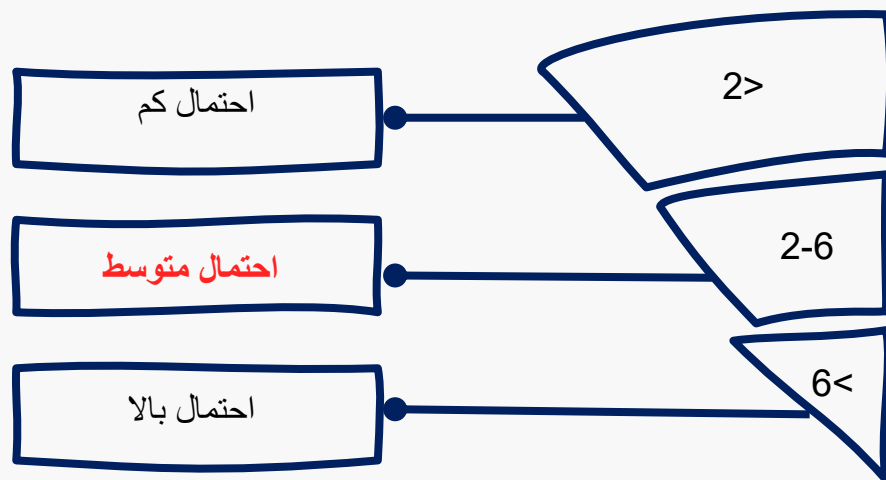 احتمال کم
2>
احتمال متوسط
2-6
احتمال بالا
6<